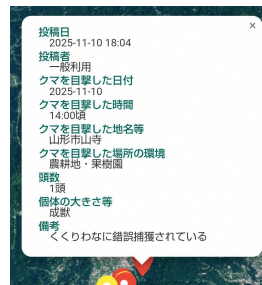 ×
投稿日
2025-11-10 18:04
投稿者
一般利用
クマを目撃した日付
2025-11-10
クマを目撃した時間
14:00頃
クマを目撃した地名等
山形市山寺
クマを目撃した場所の環境
農耕地・果樹園
頭数
1頭
個体の大きさ等
成獣
備考
くくりわなに錯誤捕獲されている